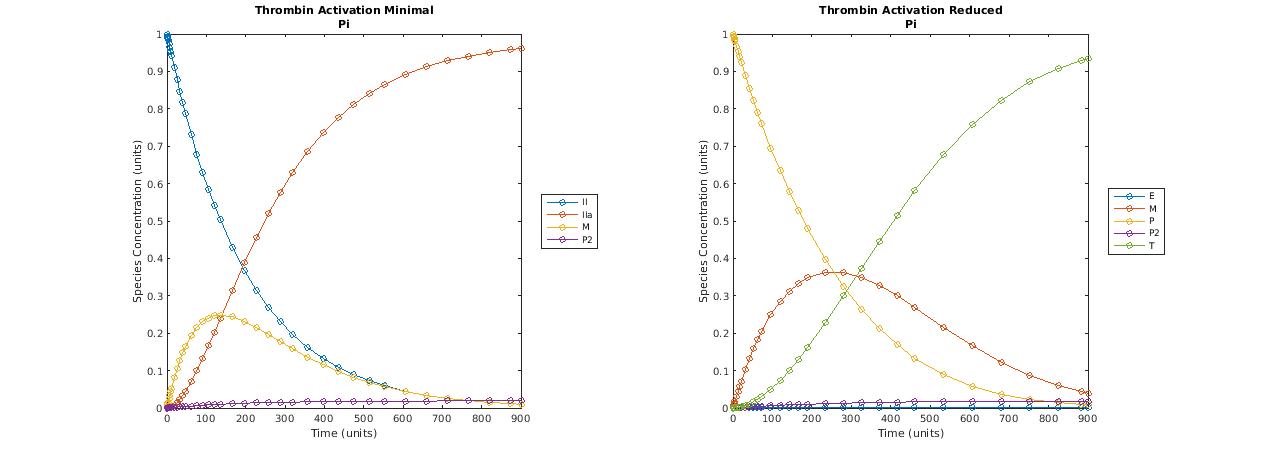 Thrombin Activation Minimal
Pi
Species Concentration (units)
1
0.9
0.8
0.7
0.6
0.5
0.4
0.3
0.2
0.1
0
0 100 200 300 400 500 600 700 800 900
Time (units)
II
IIa
M
P2
Thrombin Activation Reduced
Pi
Species Concentration (units)
1
0.9
0.8
0.7
0.6
0.5
0.4
0.3
0.2
0.1
0
0 100 200 300 400 500 600 700 800 900
Time (units)
E
M
P
P2
T